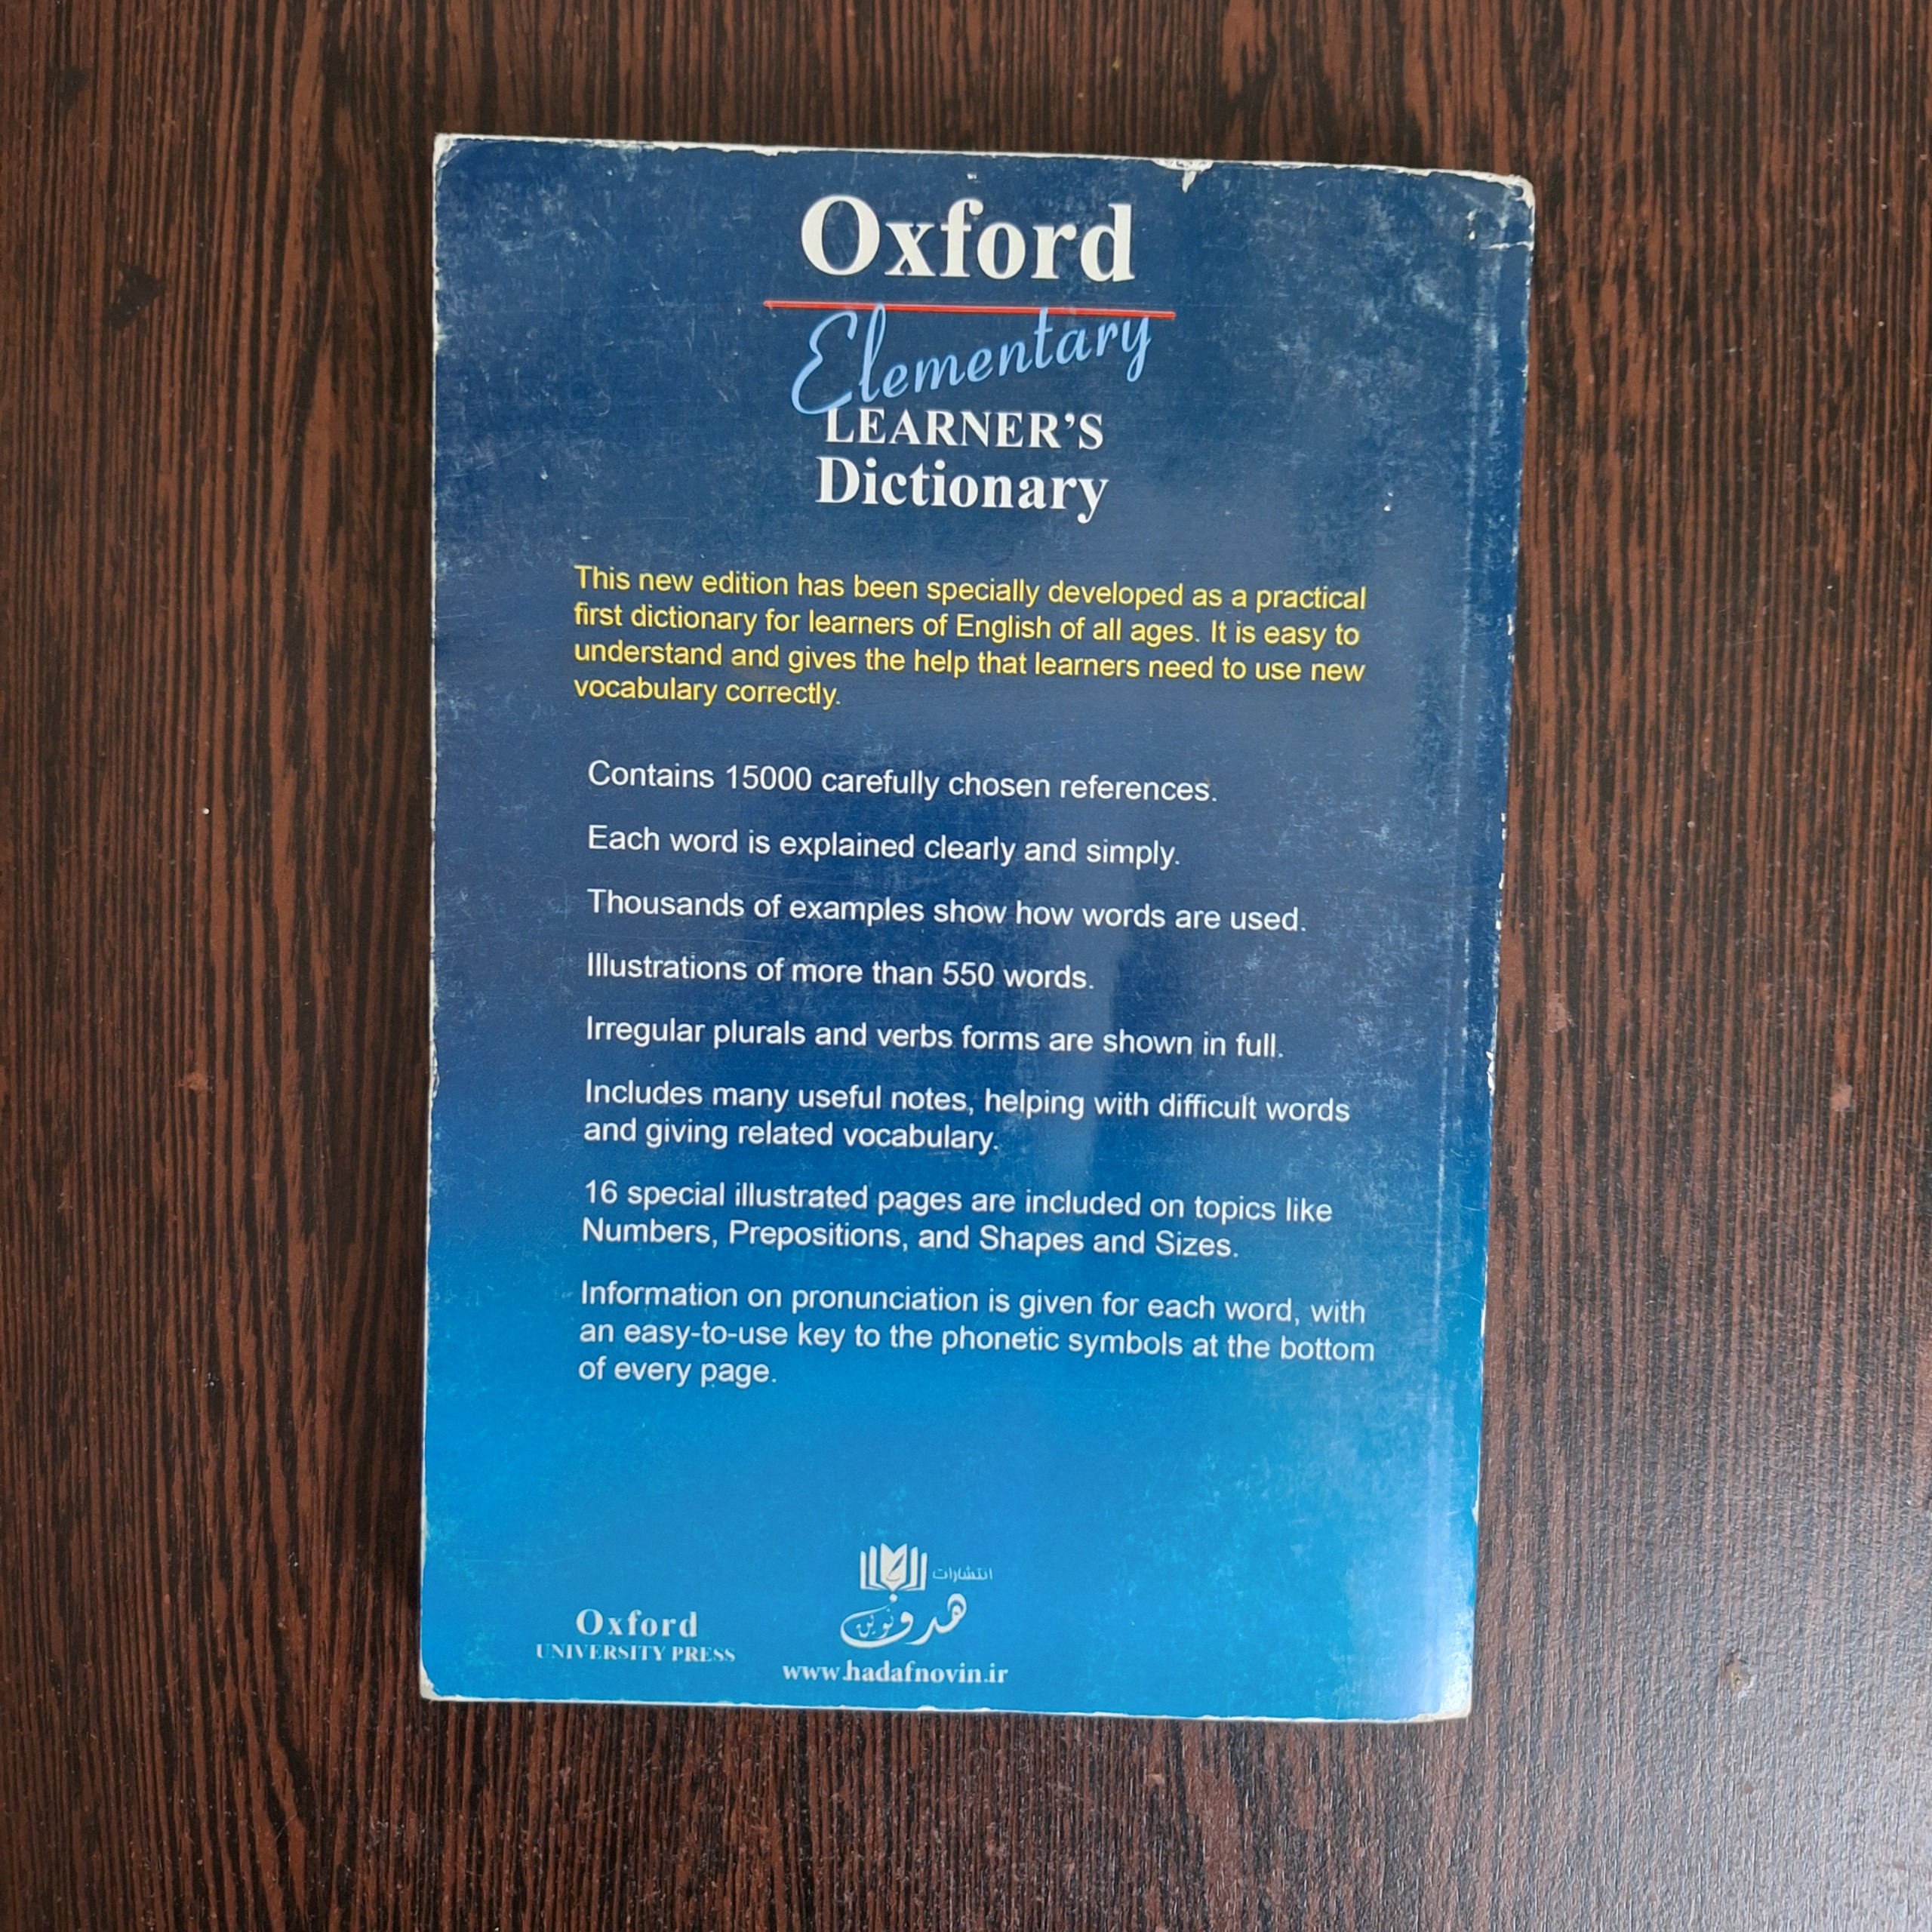 Oxford
Elementary
LEARNER'S
Dictionary
This new edition has been specially developed as a practical
first dictionary for learners of English of all ages. It is easy to
understand and gives the help that learners need to use new
vocabulary correctly.
Contains 15000 carefully chosen references.
Each word is explained clearly and simply.
Thousands of examples show how words are used.
Illustrations of more than 550 words.
Irregular plurals and verbs forms are shown in full.
Includes many useful notes, helping with difficult words
and giving related vocabulary.
16 special illustrated pages are included on topics like
Numbers, Prepositions, and Shapes and Sizes.
Information on pronunciation is given for each word, with
an easy-to-use key to the phonetic symbols at the bottom
of every page.
انتشارات
هدف نوین
Oxford
UNIVERSITY PRESS
www.hadafnovin.ir